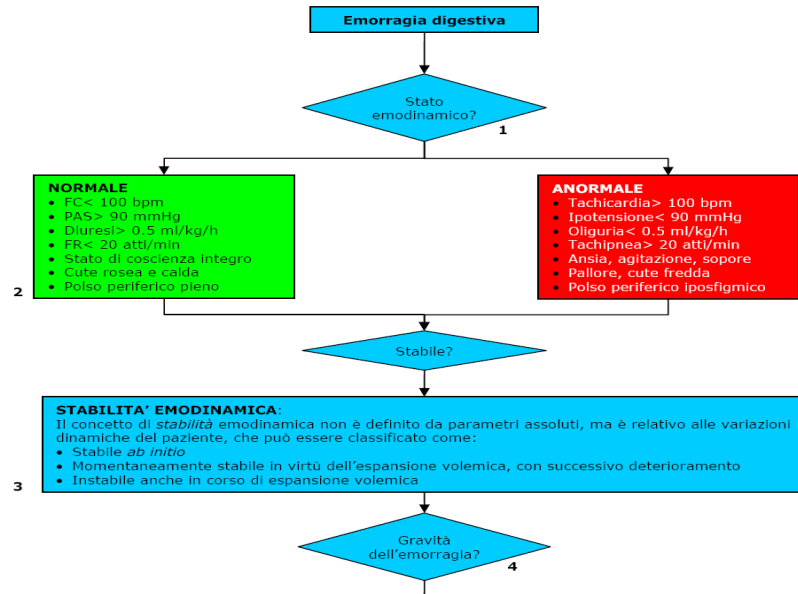 Emorragia digestiva
Stato
emodinamico?
1
NORMALE
• FC< 100 bpm
• PAS> 90 mmHg
• Diuresi> 0.5 ml/kg/h
• FR< 20 atti/min
• Stato di coscienza integro
• Cute rosea e calda
• Polso periferico pieno
2
ANORMALE
• Tachicardia> 100 bpm
• Ipotensione< 90 mmHg
• Oliguria< 0.5 ml/kg/h
• Tachipnea> 20 atti/min
• Ansia, agitazione, sopore
• Pallore, cute fredda
• Polso periferico iposfigmico
Stabile?
STABILITA’ EMODINAMICA:
Il concetto di stabilità emodinamica non è definito da parametri assoluti, ma è relativo alle variazioni
dinamiche del paziente, che può essere classificato come:
• Stabile ab initio
• Momentaneamente stabile in virtù dell’espansione volemica, con successivo deterioramento
• Instabile anche in corso di espansione volemica
3
Gravità
dell’emorragia?
4